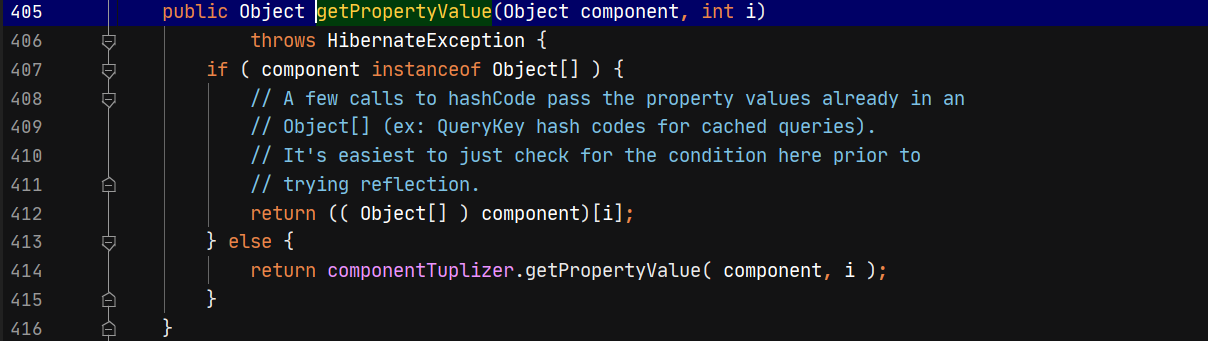 405 public Object getPropertyValue(Object component, int i)
406 throws HibernateException {
407 if ( component instanceof Object[] ) {
408 // A few calls to hashCode pass the property values already in an
409 // Object[] (ex: QueryKey hash codes for cached queries).
410 // It's easiest to just check for the condition here prior to
411 // trying reflection.
412 return (( Object[] ) component)[i];
413 } else {
414 return componentTuplizer.getPropertyValue( component, i );
415 }
416 }